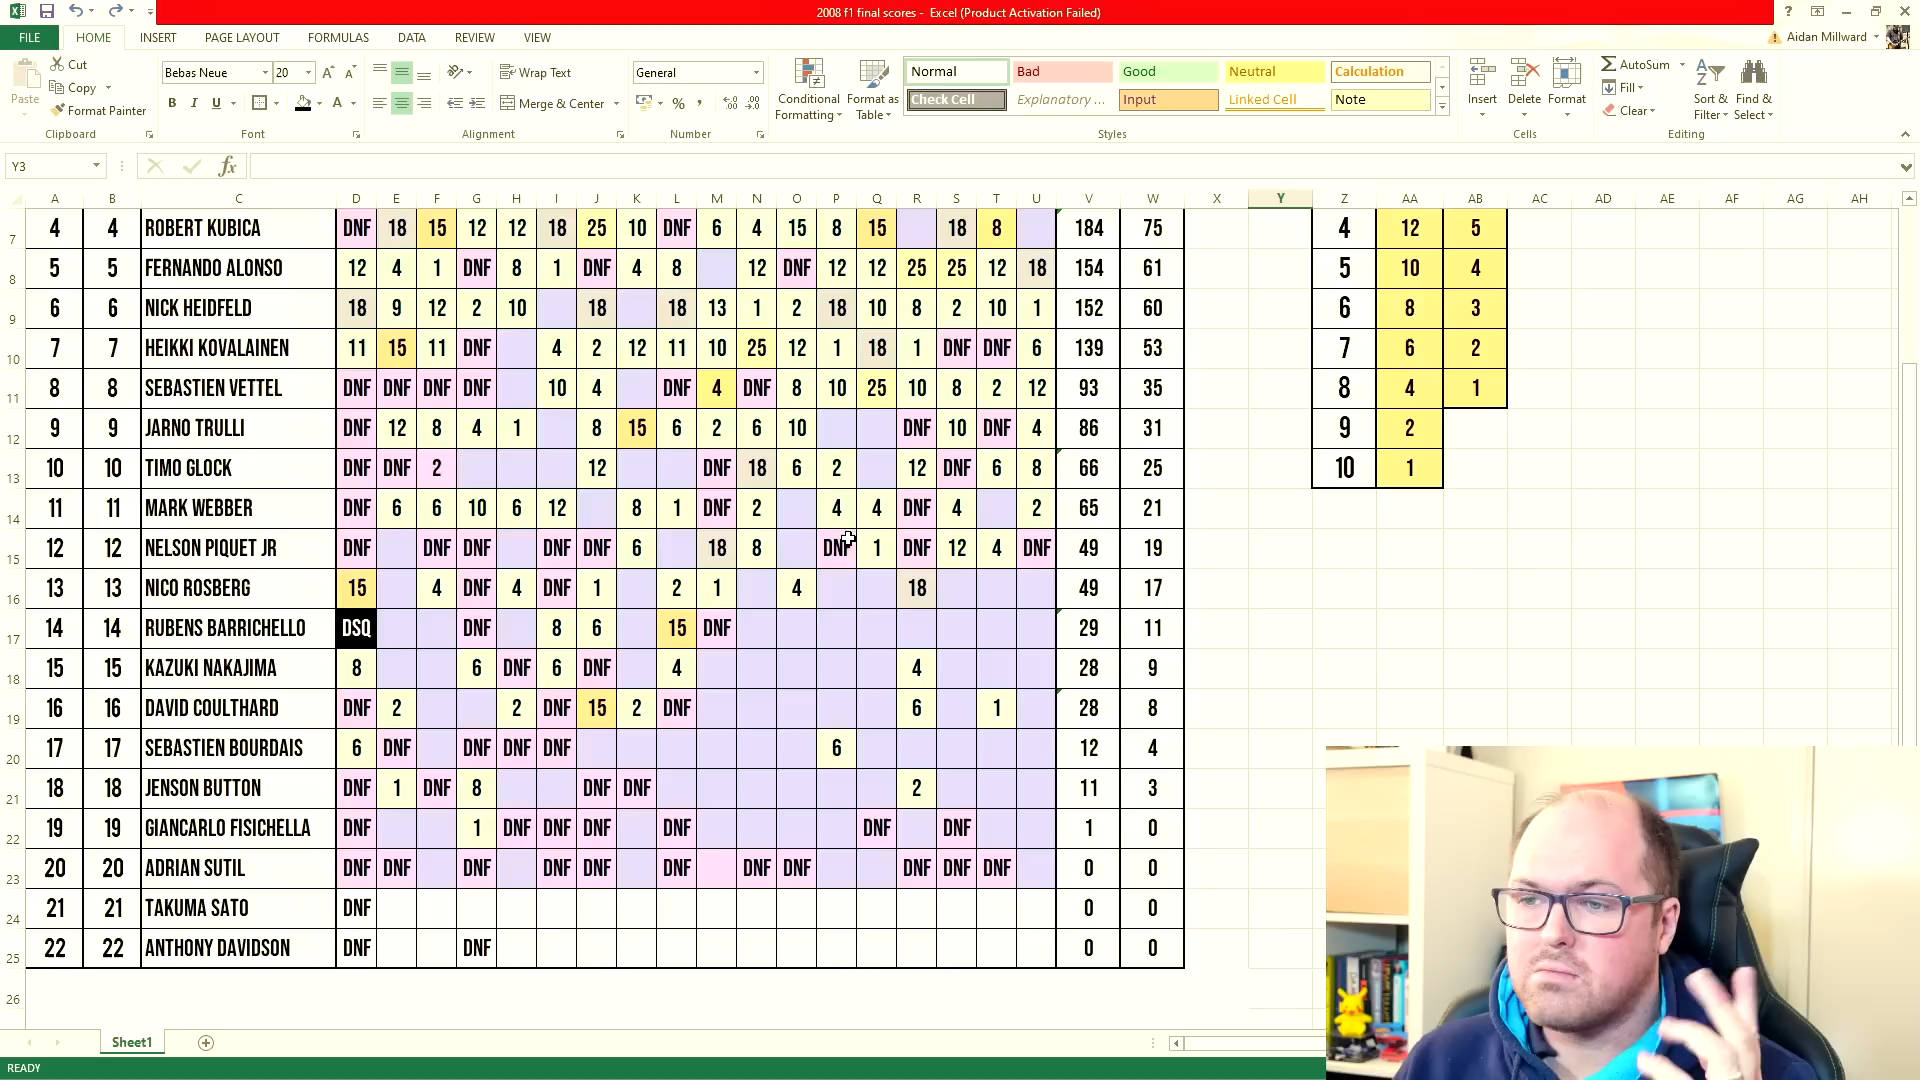 2008 f1 final scores - Excel (Product Activation Failed)
FILE HOME INSERT PAGE LAYOUT FORMULAS DATA REVIEW VIEW Aidan Millward
Cut Bebas Neue 20 Wrap Text General Normal Bad Good Neutral Calculation AutoSum
Copy Fill
Paste Format Painter B I U A Merge & Center % Conditional Formatting Format as Table Check Cell Explanatory ... Input Linked Cell Note Insert Delete Format Clear Sort & Filter Find & Select
Clipboard Font Alignment Number Styles Cells Editing
Y3 fx
A B C D E F G H I J K L M N O P Q R S T U V W X Y Z AA AB AC AD AE AF AG AH
7 4 4 ROBERT KUBICA DNF 18 15 12 12 18 25 10 DNF 6 4 15 8 15 18 8 184 75 4 12 5
8 5 5 FERNANDO ALONSO 12 4 1 DNF 8 1 DNF 4 8 12 DNF 12 12 25 25 12 18 154 61 5 10 4
9 6 6 NICK HEIDFELD 18 9 12 2 10 18 18 13 1 2 18 10 8 2 10 1 152 60 6 8 3
10 7 7 HEIKKI KOVALAINEN 11 15 11 DNF 4 2 12 11 10 25 12 1 18 1 DNF DNF 6 139 53 7 6 2
11 8 8 SEBASTIEN VETTEL DNF DNF DNF DNF 10 4 DNF 4 DNF 8 10 25 10 8 2 12 93 35 8 4 1
12 9 9 JARNO TRULLI DNF 12 8 4 1 8 15 6 2 6 10 DNF 10 DNF 4 86 31 9 2
13 10 10 TIMO GLOCK DNF DNF 2 12 DNF 18 6 2 12 DNF 6 8 66 25 10 1
14 11 11 MARK WEBBER DNF 6 6 10 6 12 8 1 DNF 2 4 4 DNF 4 2 65 21
15 12 12 NELSON PIQUET JR DNF DNF DNF DNF DNF 6 18 8 DNF 1 DNF 12 4 DNF 49 19
16 13 13 NICO ROSBERG 15 4 DNF 4 DNF 1 2 1 4 18 49 17
17 14 14 RUBENS BARRICHELLO DSQ DNF 8 6 15 DNF 29 11
18 15 15 KAZUKI NAKAJIMA 8 6 DNF 6 DNF 4 4 28 9
19 16 16 DAVID COULTHARD DNF 2 2 DNF 15 2 DNF 6 1 28 8
20 17 17 SEBASTIEN BOURDAIS 6 DNF DNF DNF DNF 6 12 4
21 18 18 JENSON BUTTON DNF 1 DNF 8 DNF DNF 2 11 3
22 19 19 GIANCARLO FISICHELLA DNF 1 DNF DNF DNF DNF DNF DNF 1 0
23 20 20 ADRIAN SUTIL DNF DNF DNF DNF DNF DNF DNF DNF DNF DNF DNF 0 0
24 21 21 TAKUMA SATO DNF 0 0
25 22 22 ANTHONY DAVIDSON DNF DNF 0 0
26
Sheet1
READY